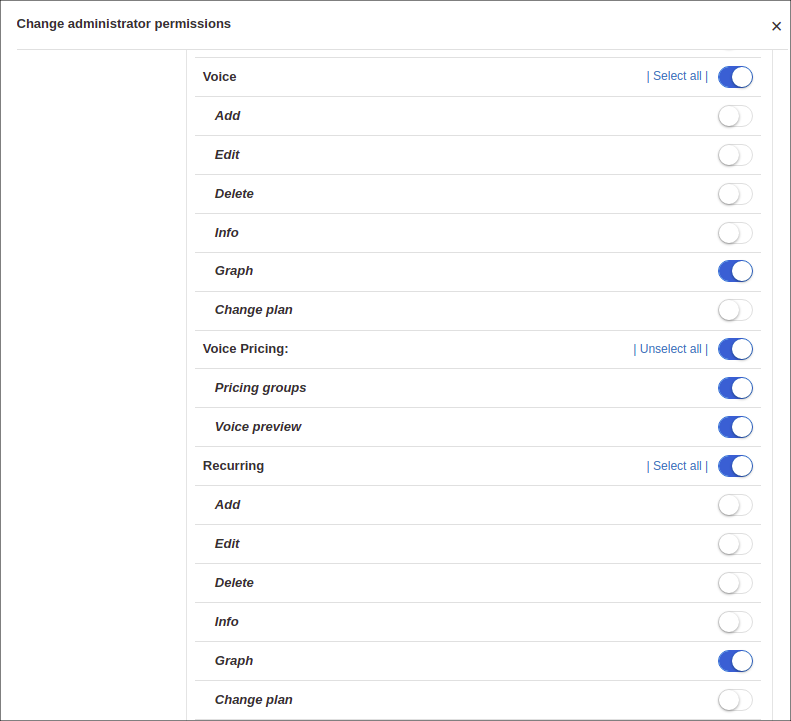 Change administrator permissions
×
Voice | Select all |
Add
Edit
Delete
Info
Graph
Change plan
Voice Pricing: | Unselect all |
Pricing groups
Voice preview
Recurring | Select all |
Add
Edit
Delete
Info
Graph
Change plan